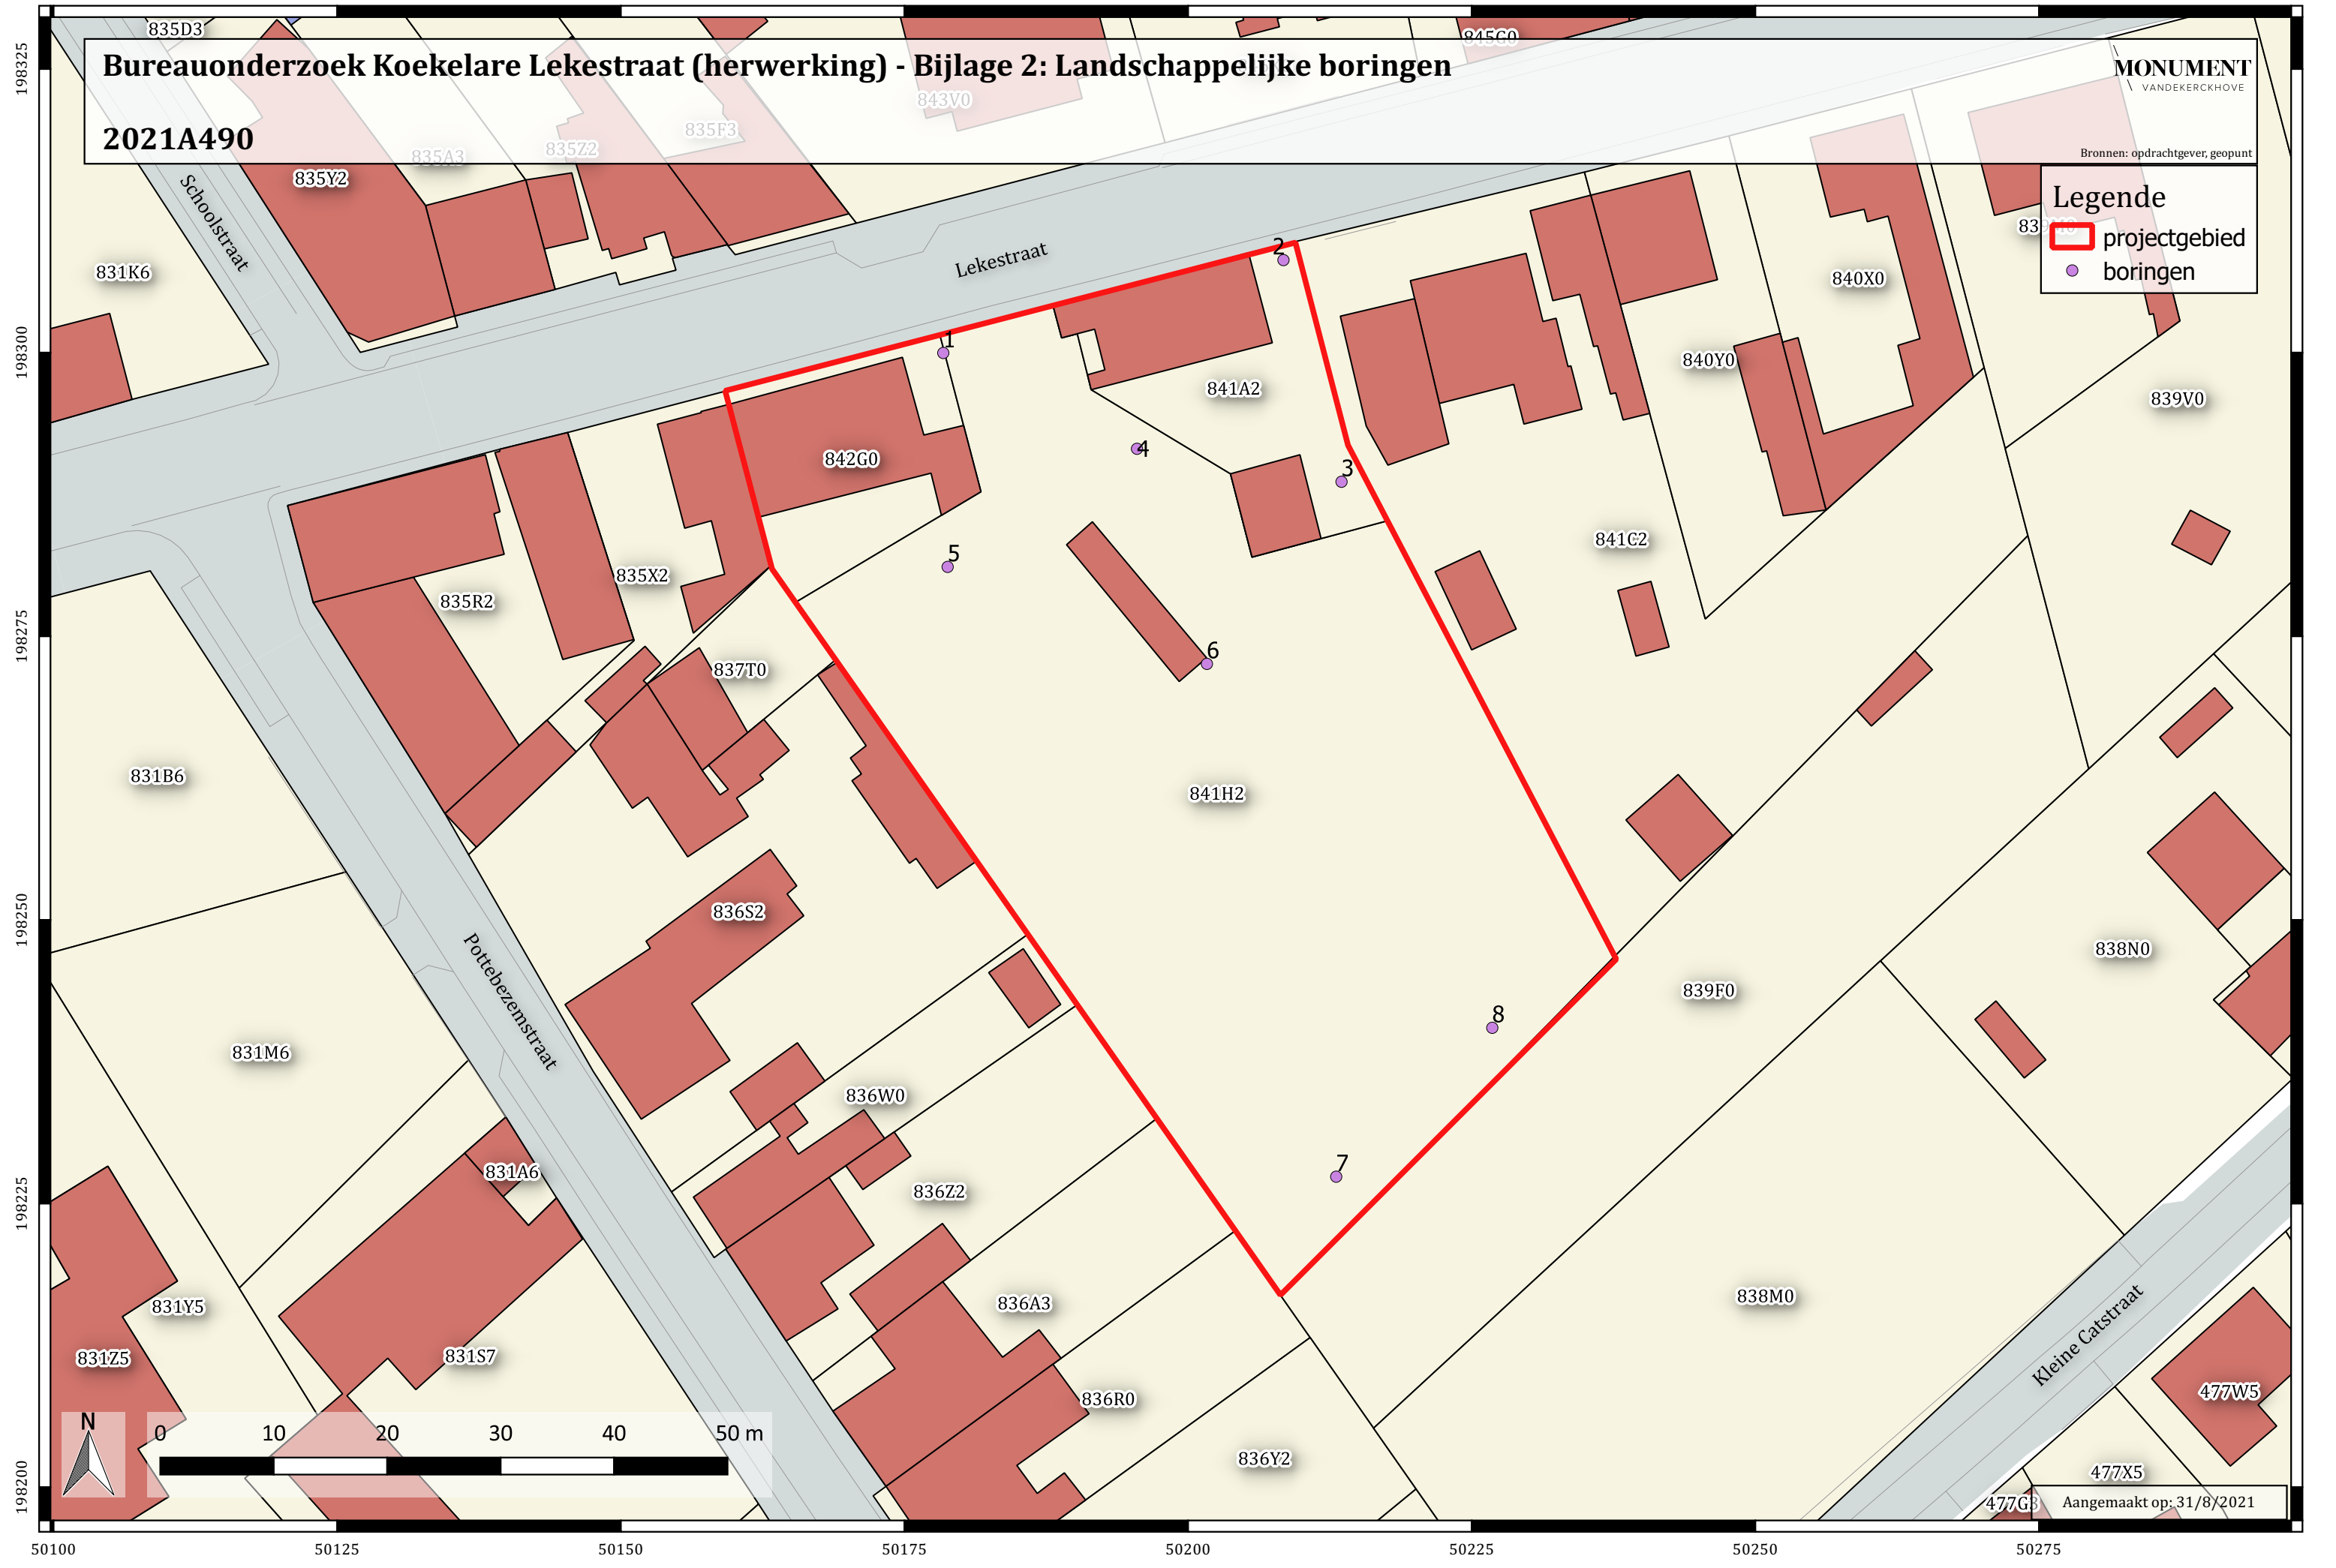 835D3
845G0
Bureauonderzoek Koekelare Lekestraat (herwerking) - Bijlage 2: Landschappelijke boringen
2021A490
MONUMENT
VANDEKERCKHOVE
Bronnen: opdrachtgever, geopunt
843V0
835F3
835Z2
835A3
835Y2
Legende
projectgebied
boringen
Schoolstraat
Lekestraat
831K6
840X0
840Y0
839V0
841A2
842G0
841C2
835X2
835R2
837T0
831B6
841H2
836S2
838N0
839F0
Pottebezemstraat
831M6
836W0
831A6
836Z2
836A3
838M0
831Y5
831Z5
831S7
836R0
836Y2
Kleine Catstraat
477W5
477X5
477G3
1
2
3
4
5
6
7
8
N
0 10 20 30 40 50 m
Aangemaakt op: 31/8/2021
198325
198300
198275
198250
198225
198200
50100 50125 50150 50175 50200 50225 50250 50275